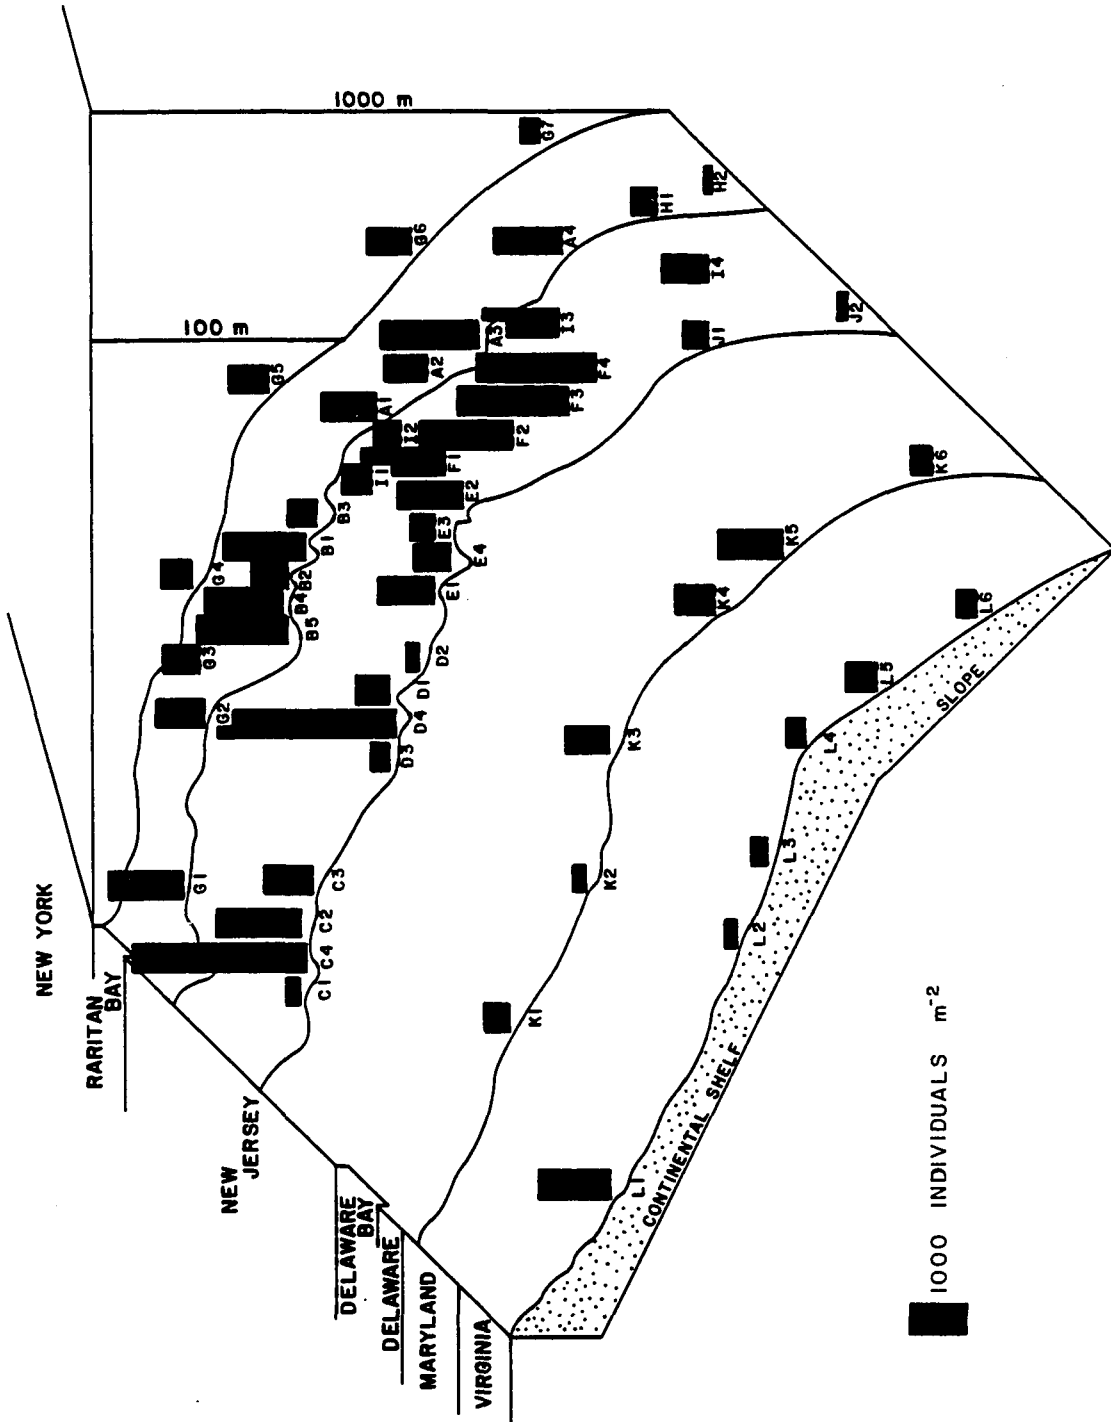 1000 m
100 m
NEW YORK
RARITAN
BAY
NEW
JERSEY
DELAWARE
BAY
DELAWARE
MARYLAND
VIRGINIA
G7
H2
H1
G6
A4
I4
J2
I3
J1
A3
A2
F4
G5
F3
A1
I2
F2
F1
K6
I1
E2
B3
E3
B1
E4
K5
G4
B2
B4
E1
K4
L6
B5
G3
D2
D1
L5
G2
D4
K3
L4
D3
L3
G1
C3
K2
C2
L2
C4
C1
K1
L1
SLOPE
CONTINENTAL SHELF
1000 INDIVIDUALS m⁻²